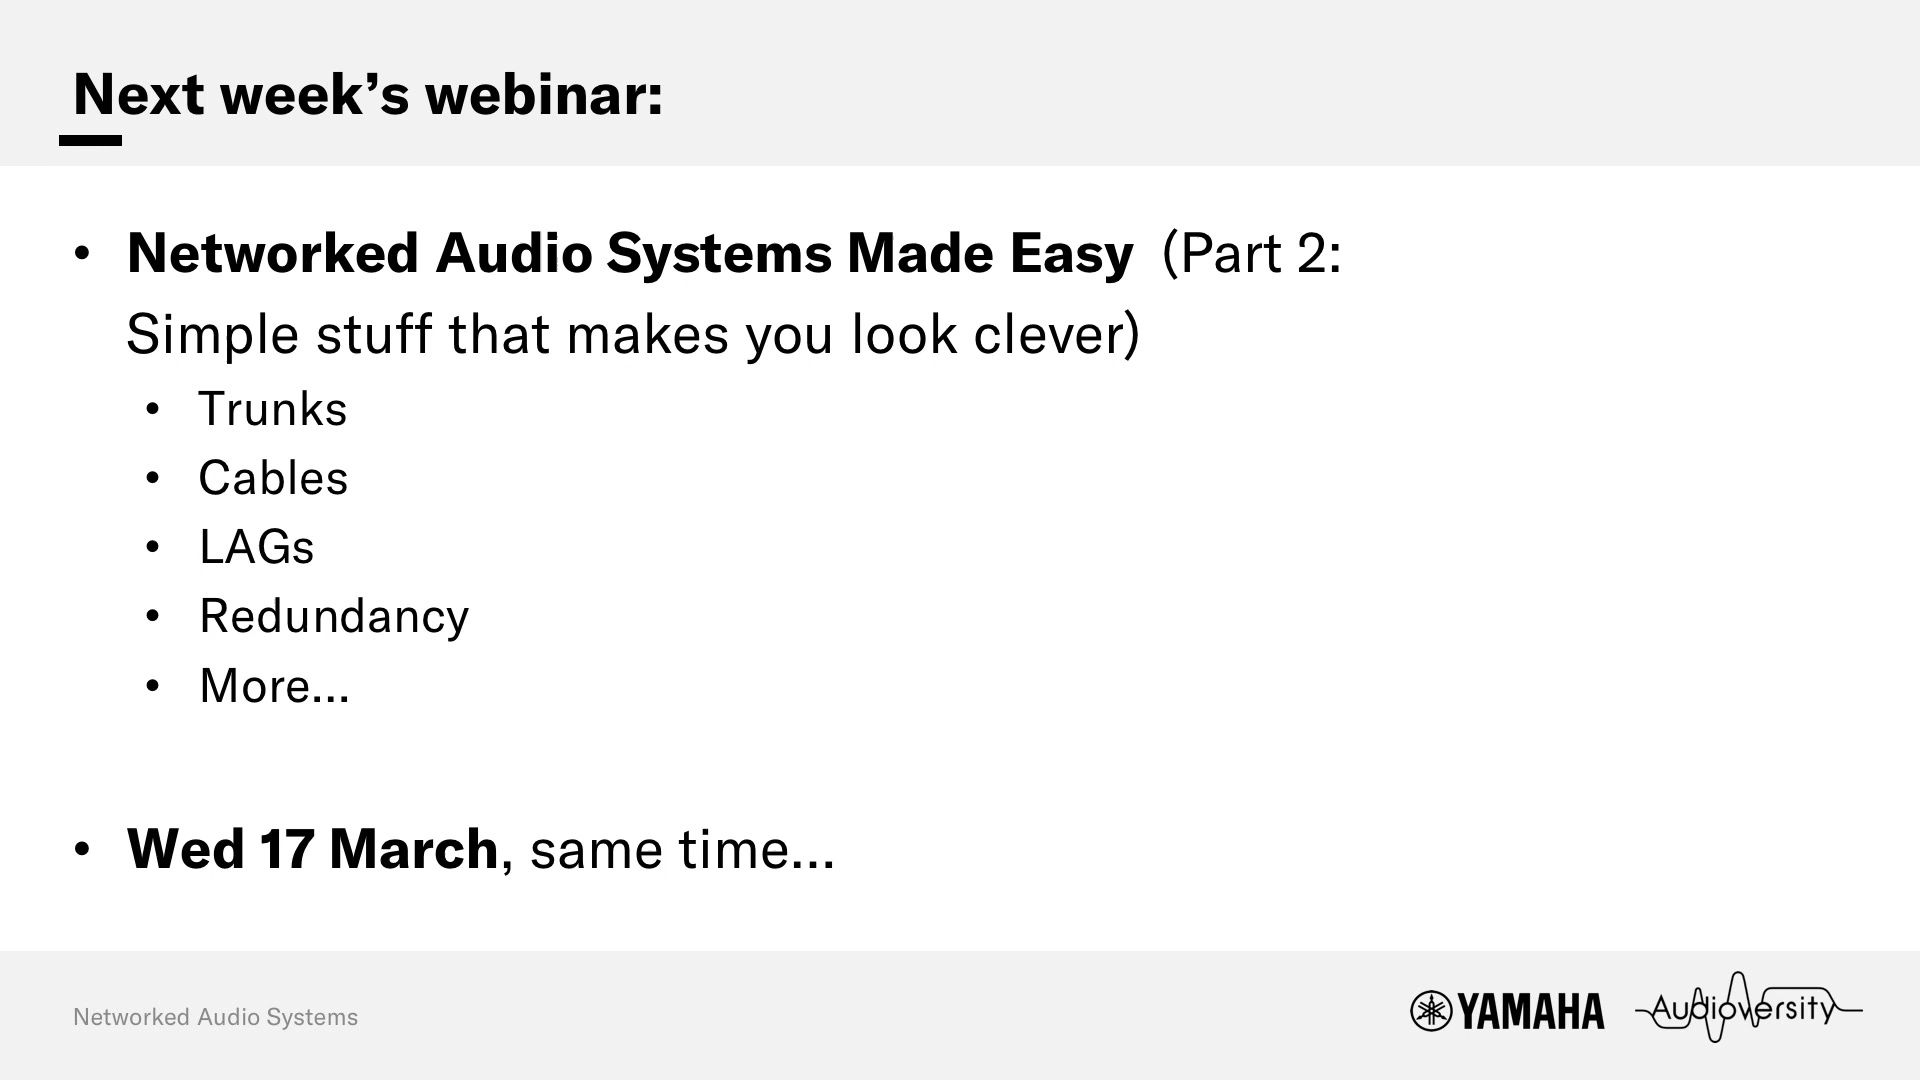 Next week’s webinar:
• Networked Audio Systems Made Easy (Part 2:
Simple stuff that makes you look clever)
• Trunks
• Cables
• LAGs
• Redundancy
• More...
• Wed 17 March, same time...
Networked Audio Systems
YAMAHA
Audioversity